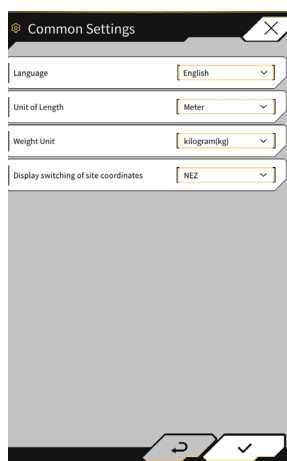 Common Settings
Language
English
Unit of Length
Meter
Weight Unit
kilogram(kg)
Display switching of site coordinates
NEZ